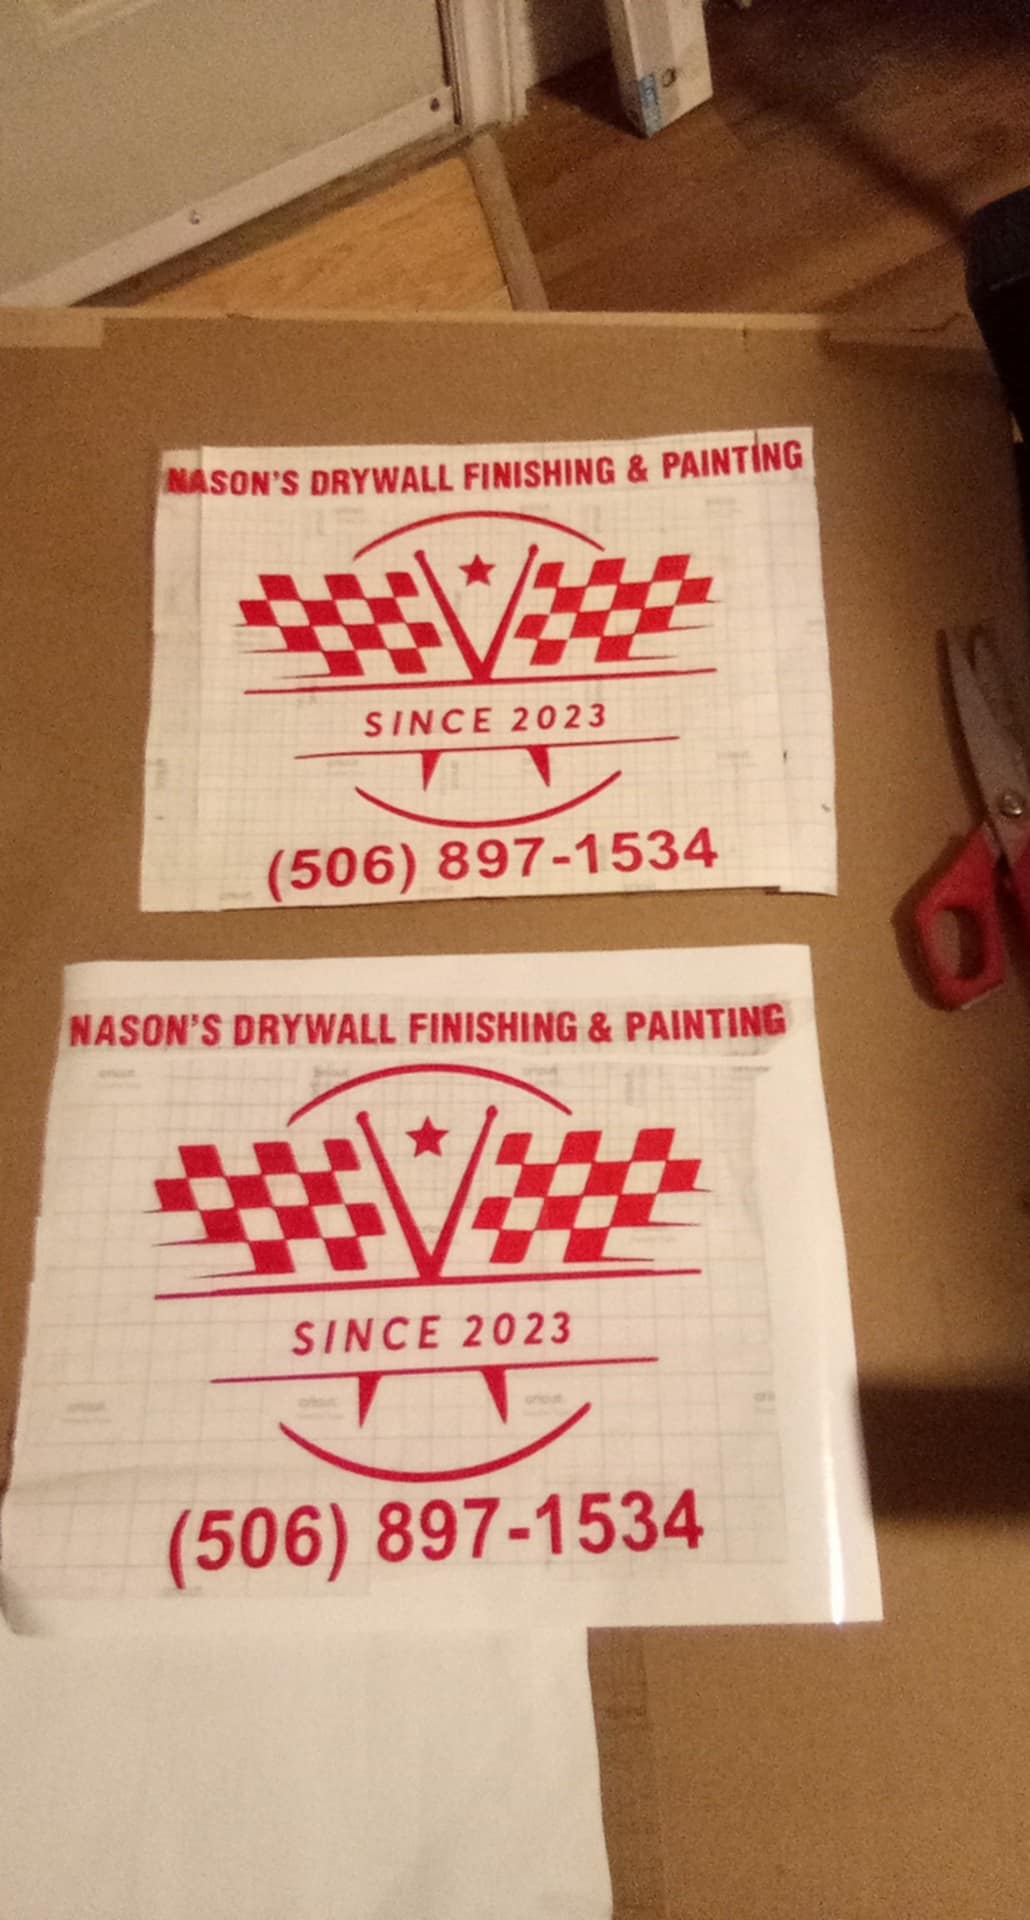 NASON'S DRYWALL FINISHING & PAINTING
SINCE 2023
(506) 897-1534
NASON'S DRYWALL FINISHING & PAINTING
SINCE 2023
(506) 897-1534